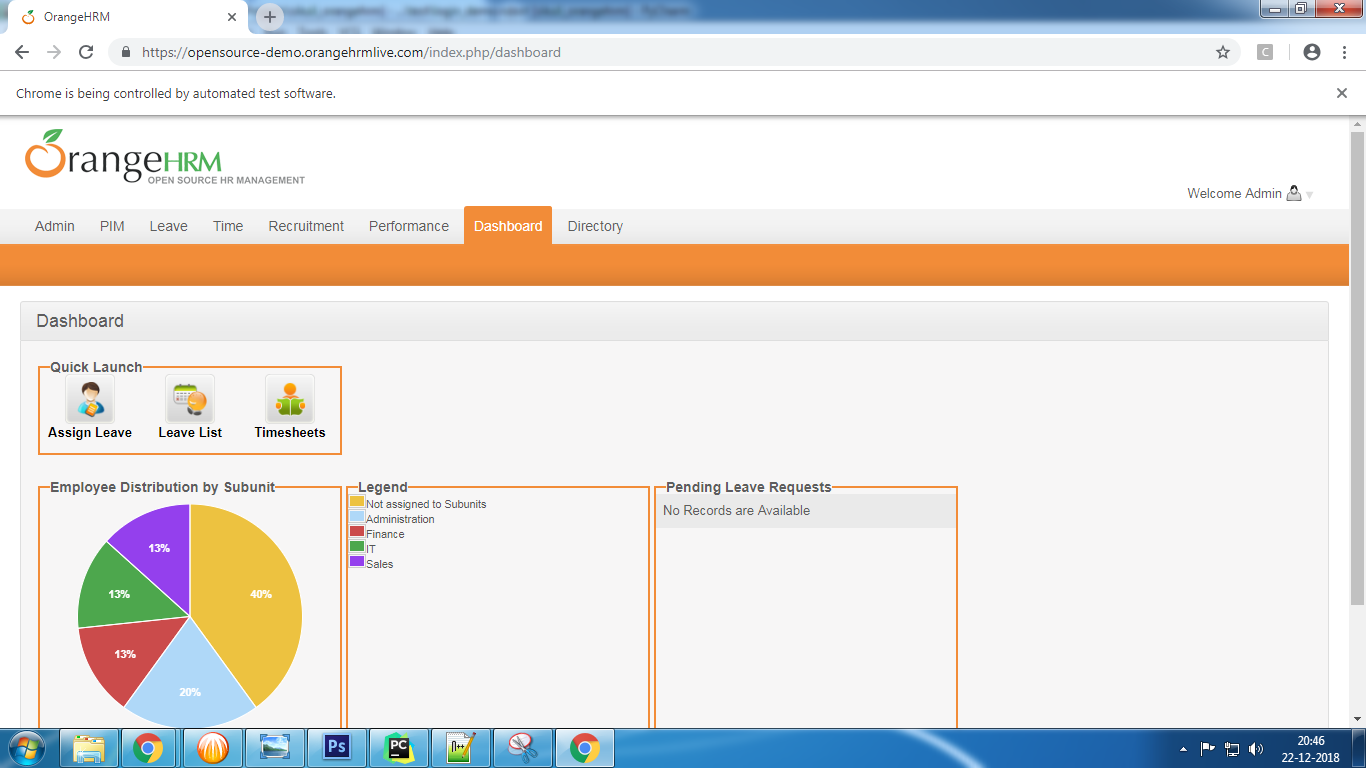 OrangeHRM
https://opensource-demo.orangehrmlive.com/index.php/dashboard
C
Chrome is being controlled by automated test software.
OrangeHRM
OPEN SOURCE HR MANAGEMENT
Welcome Admin
Admin PIM Leave Time Recruitment Performance Dashboard Directory
Dashboard
Quick Launch
Assign Leave Leave List Timesheets
Employee Distribution by Subunit
13%
40%
13%
13%
20%
Legend
Not assigned to Subunits
Administration
Finance
IT
Sales
Pending Leave Requests
No Records are Available
Ps
PC
20:46
22-12-2018